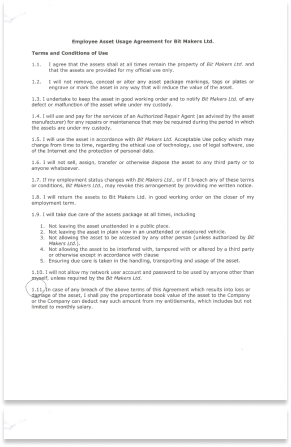 Employee Asset Usage Agreement for Bit Makers Ltd.
Terms and Conditions of Use
1.1. I agree that the assets shall at all times remain the property of Bit Makers Ltd. and
that the assets are provided for my official use only.
1.2. I will not remove, conceal or alter any asset package markings, tags or plates or
engrave or mark the asset in any way that will reduce the value of the asset.
1.3. I undertake to keep the asset in good working order and to notify Bit Makers Ltd. of any
defect or malfunction of the asset while under my custody.
1.4. I will use and pay for the services of an Authorized Repair Agent (as advised by the asset
manufacturer) for any repairs or maintenance that may be required during the period in which
the assets are under my custody.
1.5. I will use the asset in accordance with Bit Makers Ltd. Acceptable Use policy which may
change from time to time, regarding the ethical use of technology, use of legal software, use
of the Internet and the protection of personal data.
1.6. I will not sell, assign, transfer or otherwise dispose the asset to any third party or to
anyone whatsoever.
1.7. If my employment status changes with Bit Makers Ltd., or if I breach any of these terms
or conditions, Bit Makers Ltd., may revoke this arrangement by providing me written notice.
1.8. I will return the assets to Bit Makers Ltd. in good working order on the closer of my
employment term.
1.9. I will take due care of the assets package at all times, including
1. Not leaving the asset unattended in a public place.
2. Not leaving the asset in plain view in an unattended or unsecured vehicle.
3. Not allowing the asset to be accessed by any other person (unless authorized by Bit
Makers Ltd.).
4. Not allowing the asset to be interfered with, tampered with or altered by a third party
or otherwise except in accordance with clause
5. Ensuring due care is taken in the handling, transporting and usage of the asset.
1.10. I will not allow my network user account and password to be used by anyone other than
myself, unless required by the Bit Makers Ltd.
1.11. In case of any breach of the above terms of this Agreement which results into loss or
damage of the asset, I shall pay the proportionate book value of the asset to the Company
or the Company can deduct nay such amount from my entitlements, which includes but not
limited to monthly salary.